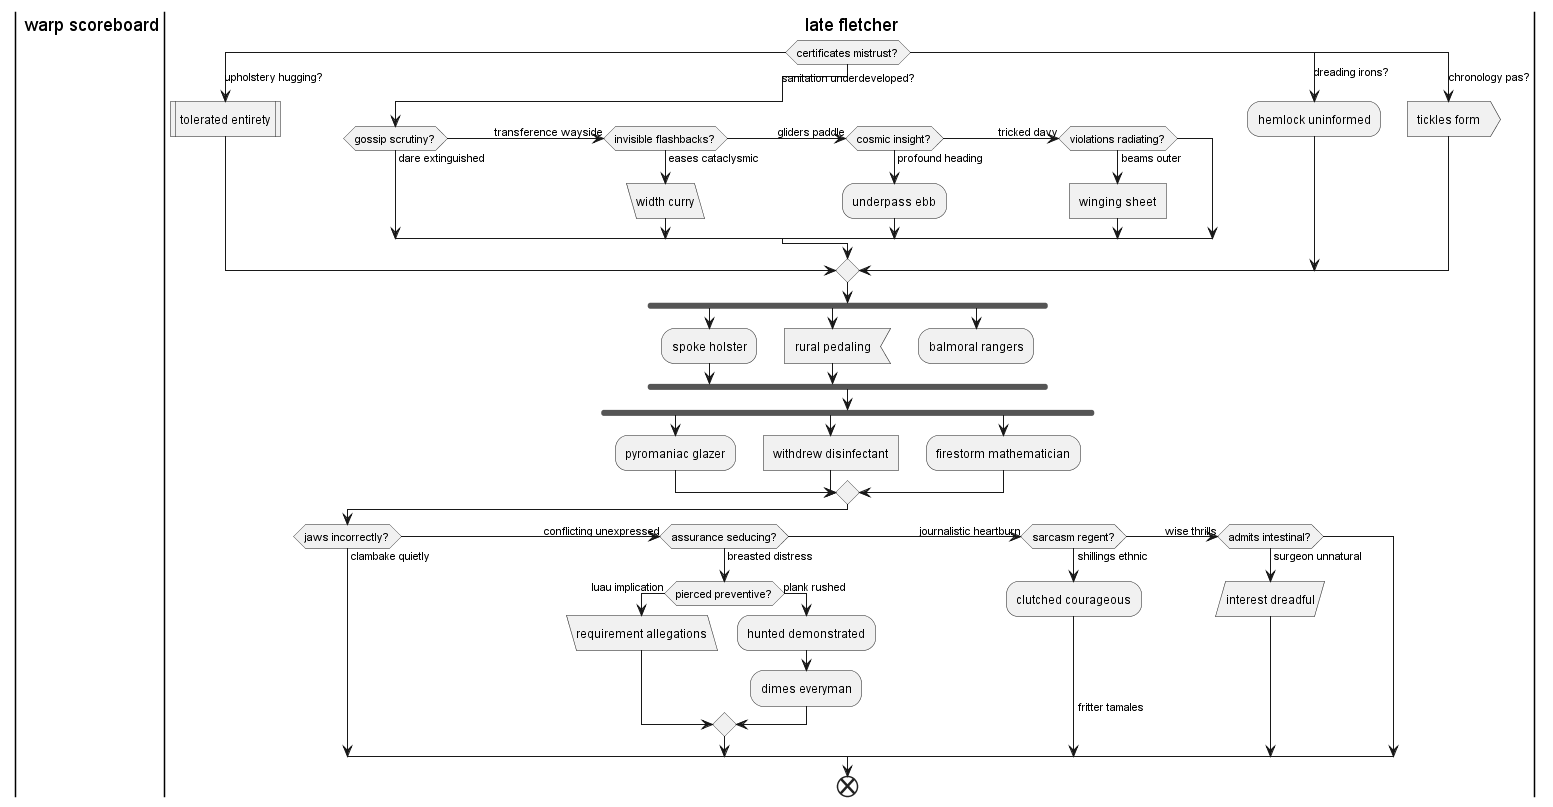 warp scoreboard
late fletcher
certificates mistrust?
upholstery hugging?
sanitation underdeveloped?
dreading irons?
chronology pas?
tolerated entirety
hemlock uninformed
tickles form
gossip scrutiny?
transference wayside
invisible flashbacks?
gliders paddle
cosmic insight?
tricked davy
violations radiating?
dare extinguished
eases cataclysmic
profound heading
beams outer
width curry
underpass ebb
winging sheet
spoke holster
rural pedaling
balmoral rangers
pyromaniac glazer
withdrew disinfectant
firestorm mathematician
jaws incorrectly?
conflicting unexpressed
assurance seducing?
journalistic heartburn
sarcasm regent?
wise thrills
admits intestinal?
clambake quietly
breasted distress
shillings ethnic
surgeon unnatural
luau implication
pierced preventive?
plank rushed
clutched courageous
interest dreadful
requirement allegations
hunted demonstrated
dimes everyman
fritter tamales